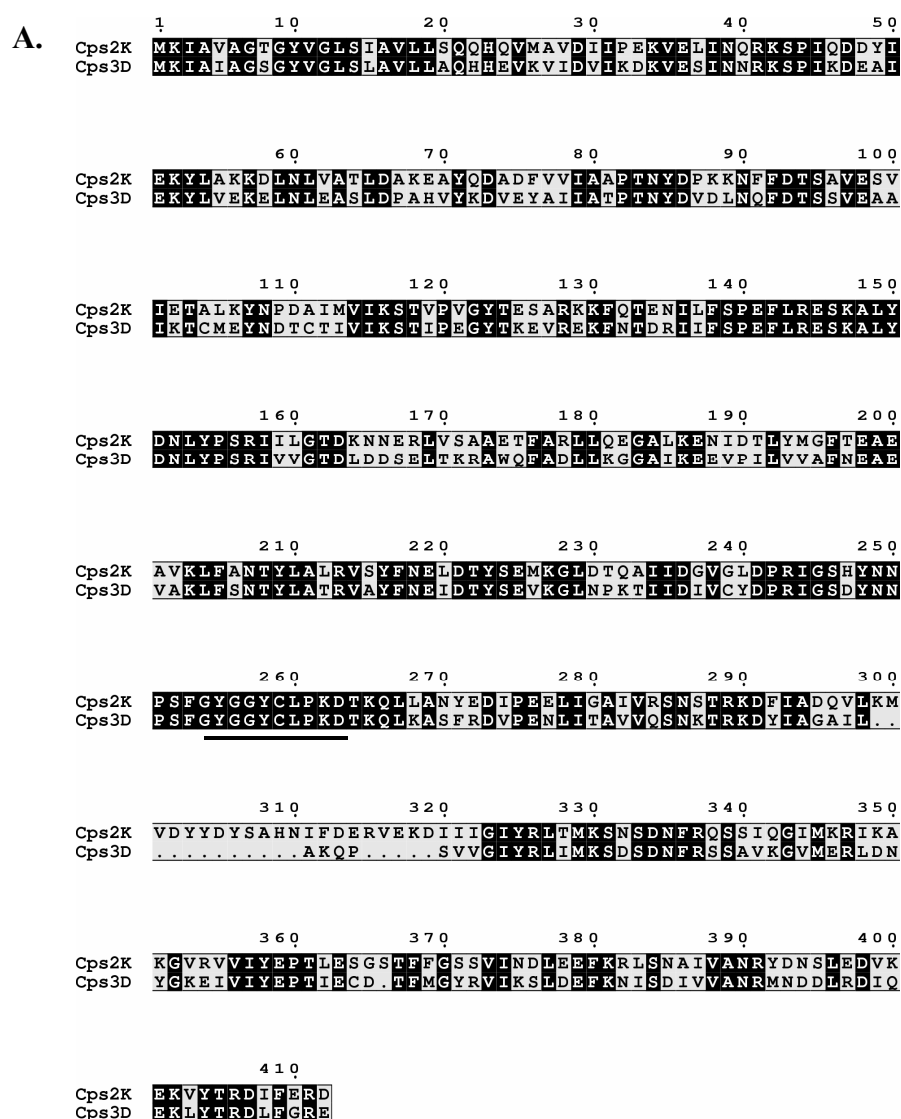 A.
1 10 20 30 40 50
Cps2K MKIAVAGTGYVGLSIAVLLSQQHQVMAVDIIPEKVELINQRKSPIQDDYI
Cps3D MKIAIAGSGYVGLSLAVLLAQHHEVKVIDVIKDKVESINNRKSPIKDEAI
60 70 80 90 100
Cps2K EKYLAKKDLNLVATLDAKEAYQDADFVVIAAPTNYDPKKNFFDTSAVESV
Cps3D EKYLVEKELNLEASLDPAHVYKDVEYAIIATPTNYDVDLNQFDTSSVEAA
110 120 130 140 150
Cps2K IETALKYNPDAIMVIKSTVPVGYTESARKKFQTENILFSPEFLRESKALY
Cps3D IKTCMEYNDTCTIVIKSTIPEGYTKEVREKFNTDRIIFSPEFLRESKALY
160 170 180 190 200
Cps2K DNLYPSRIILGTDKNNERLVSAAETFARLLQEGALKENIDTLYMGFTEAE
Cps3D DNLYPSRIVVGTDLDDSELTKRAWQFADLLKGGAIKEEVPILVVAFNEAE
210 220 230 240 250
Cps2K AVKLFANTYLALRVSYFNELDTYSEMKGLDTQAIIDGVGLDPRIGSHYNN
Cps3D VAKLFSNTYLATRVAYFNEIDTYSEVKGLNPKTIIDIVCYDPRIGSDYNN
260 270 280 290 300
Cps2K PSFGYGGYCLPKDTKQLLANYEDIPEELIGAIVRSNSTRKDFIADQVLKM
Cps3D PSFGYGGYCLPKDTKQLKASFRDVPENLITAVVQSNKTRKDYIAGAIL..
310 320 330 340 350
Cps2K VDYYDYSAHNIFDERVEKDIIIGIYRLTMKSNSDNFRQSSIQGIMKRIKA
Cps3D ..........AKQP.....SVVGIYRLIMKSDSDNFRSSAVKGVMERLDN
360 370 380 390 400
Cps2K KGVRVVIYEPTLESGSTFFGSSVINDLEEFKRLSNAIVANRYDNSLEDVK
Cps3D YGKEIVIYEPTIECD.TFMGYRVIKSLDEFKNISDIVVANRMNDDLRDIQ
410
Cps2K EKVYTRDIFERD
Cps3D EKLYTRDLFGRE